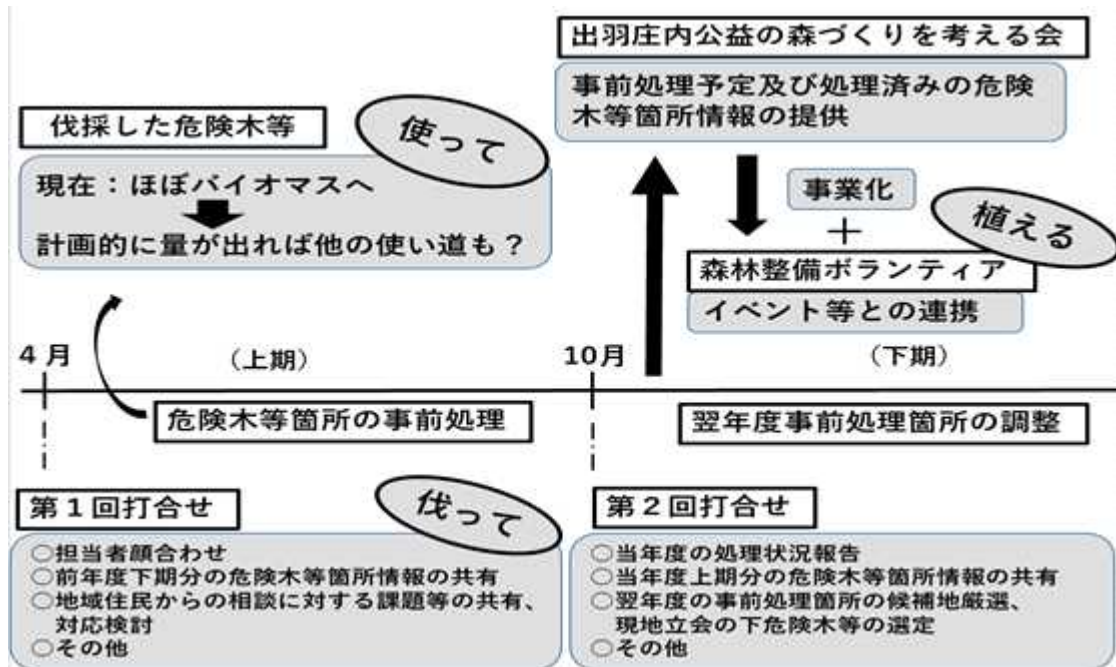 出羽庄内公益の森づくりを考える会
事前処理予定及び処理済みの危険
木等箇所情報の提供
伐採した危険木等
使って
現在：ほぼバイオマスへ
計画的に量が出れば他の使い道も？
事業化
＋
植える
森林整備ボランティア
イベント等との連携
4月
（上期）
10月
（下期）
危険木等箇所の事前処理
翌年度事前処理箇所の調整
第1回打合せ
伐って
○担当者顔合わせ
○前年度下期分の危険木等箇所情報の共有
○地域住民からの相談に対する課題等の共有、
対応検討
○その他
第2回打合せ
○当年度の処理状況報告
○当年度上期分の危険木等箇所情報の共有
○翌年度の事前処理箇所の候補地厳選、
現地立会の下危険木等の選定
○その他